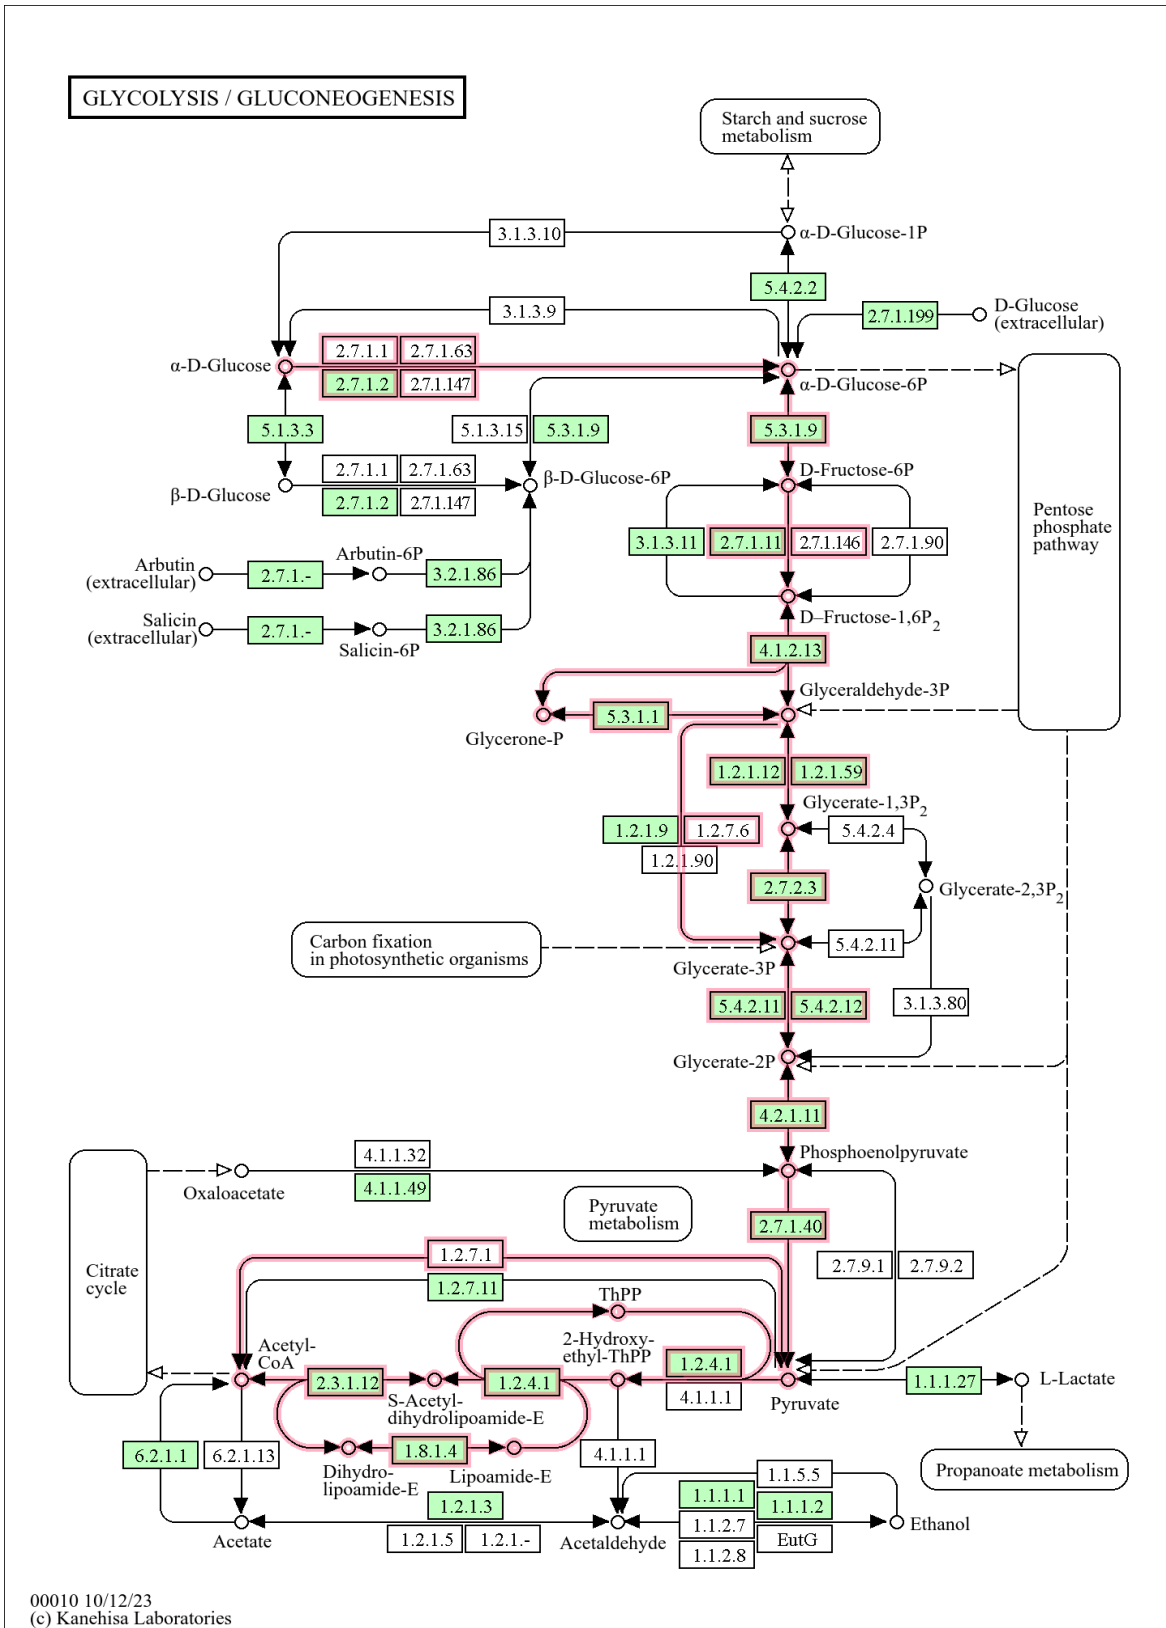 GLYCOLYSIS / GLUCONEOGENESIS
Starch and sucrose
metabolism
3.1.3.10
α-D-Glucose-1P
5.4.2.2
3.1.3.9
2.7.1.199
D-Glucose
(extracellular)
2.7.1.1
2.7.1.63
α-D-Glucose
2.7.1.2
2.7.1.147
α-D-Glucose-6P
5.1.3.3
5.1.3.15
5.3.1.9
5.3.1.9
2.7.1.1
2.7.1.63
D-Fructose-6P
β-D-Glucose
2.7.1.2
2.7.1.147
β-D-Glucose-6P
Pentose
phosphate
pathway
3.1.3.11
2.7.1.11
2.7.1.146
2.7.1.90
Arbutin
(extracellular)
2.7.1.-
Arbutin-6P
3.2.1.86
Salicin
(extracellular)
2.7.1.-
Salicin-6P
3.2.1.86
D–Fructose-1,6P2
4.1.2.13
Glyceraldehyde-3P
5.3.1.1
Glycerone-P
1.2.1.12
1.2.1.59
Glycerate-1,3P2
1.2.1.9
1.2.7.6
5.4.2.4
1.2.1.90
2.7.2.3
Glycerate-2,3P2
Carbon fixation
in photosynthetic organisms
5.4.2.11
Glycerate-3P
5.4.2.11
5.4.2.12
3.1.3.80
Glycerate-2P
4.2.1.11
4.1.1.32
Phosphoenolpyruvate
Oxaloacetate
4.1.1.49
Pyruvate
metabolism
2.7.1.40
Citrate
cycle
1.2.7.1
2.7.9.1
2.7.9.2
1.2.7.11
ThPP
Acetyl-
CoA
2-Hydroxy-
ethyl-ThPP
1.2.4.1
2.3.1.12
1.2.4.1
4.1.1.1
1.1.1.27
L-Lactate
S-Acetyl-
dihydrolipoamide-E
Pyruvate
6.2.1.1
6.2.1.13
1.8.1.4
4.1.1.1
Dihydro-
lipoamide-E
Lipoamide-E
Propanoate metabolism
1.1.5.5
1.2.1.3
1.1.1.1
1.1.1.2
Acetate
1.2.1.5
1.2.1.-
Acetaldehyde
1.1.2.7
EutG
1.1.2.8
Ethanol
00010 10/12/23
(c) Kanehisa Laboratories